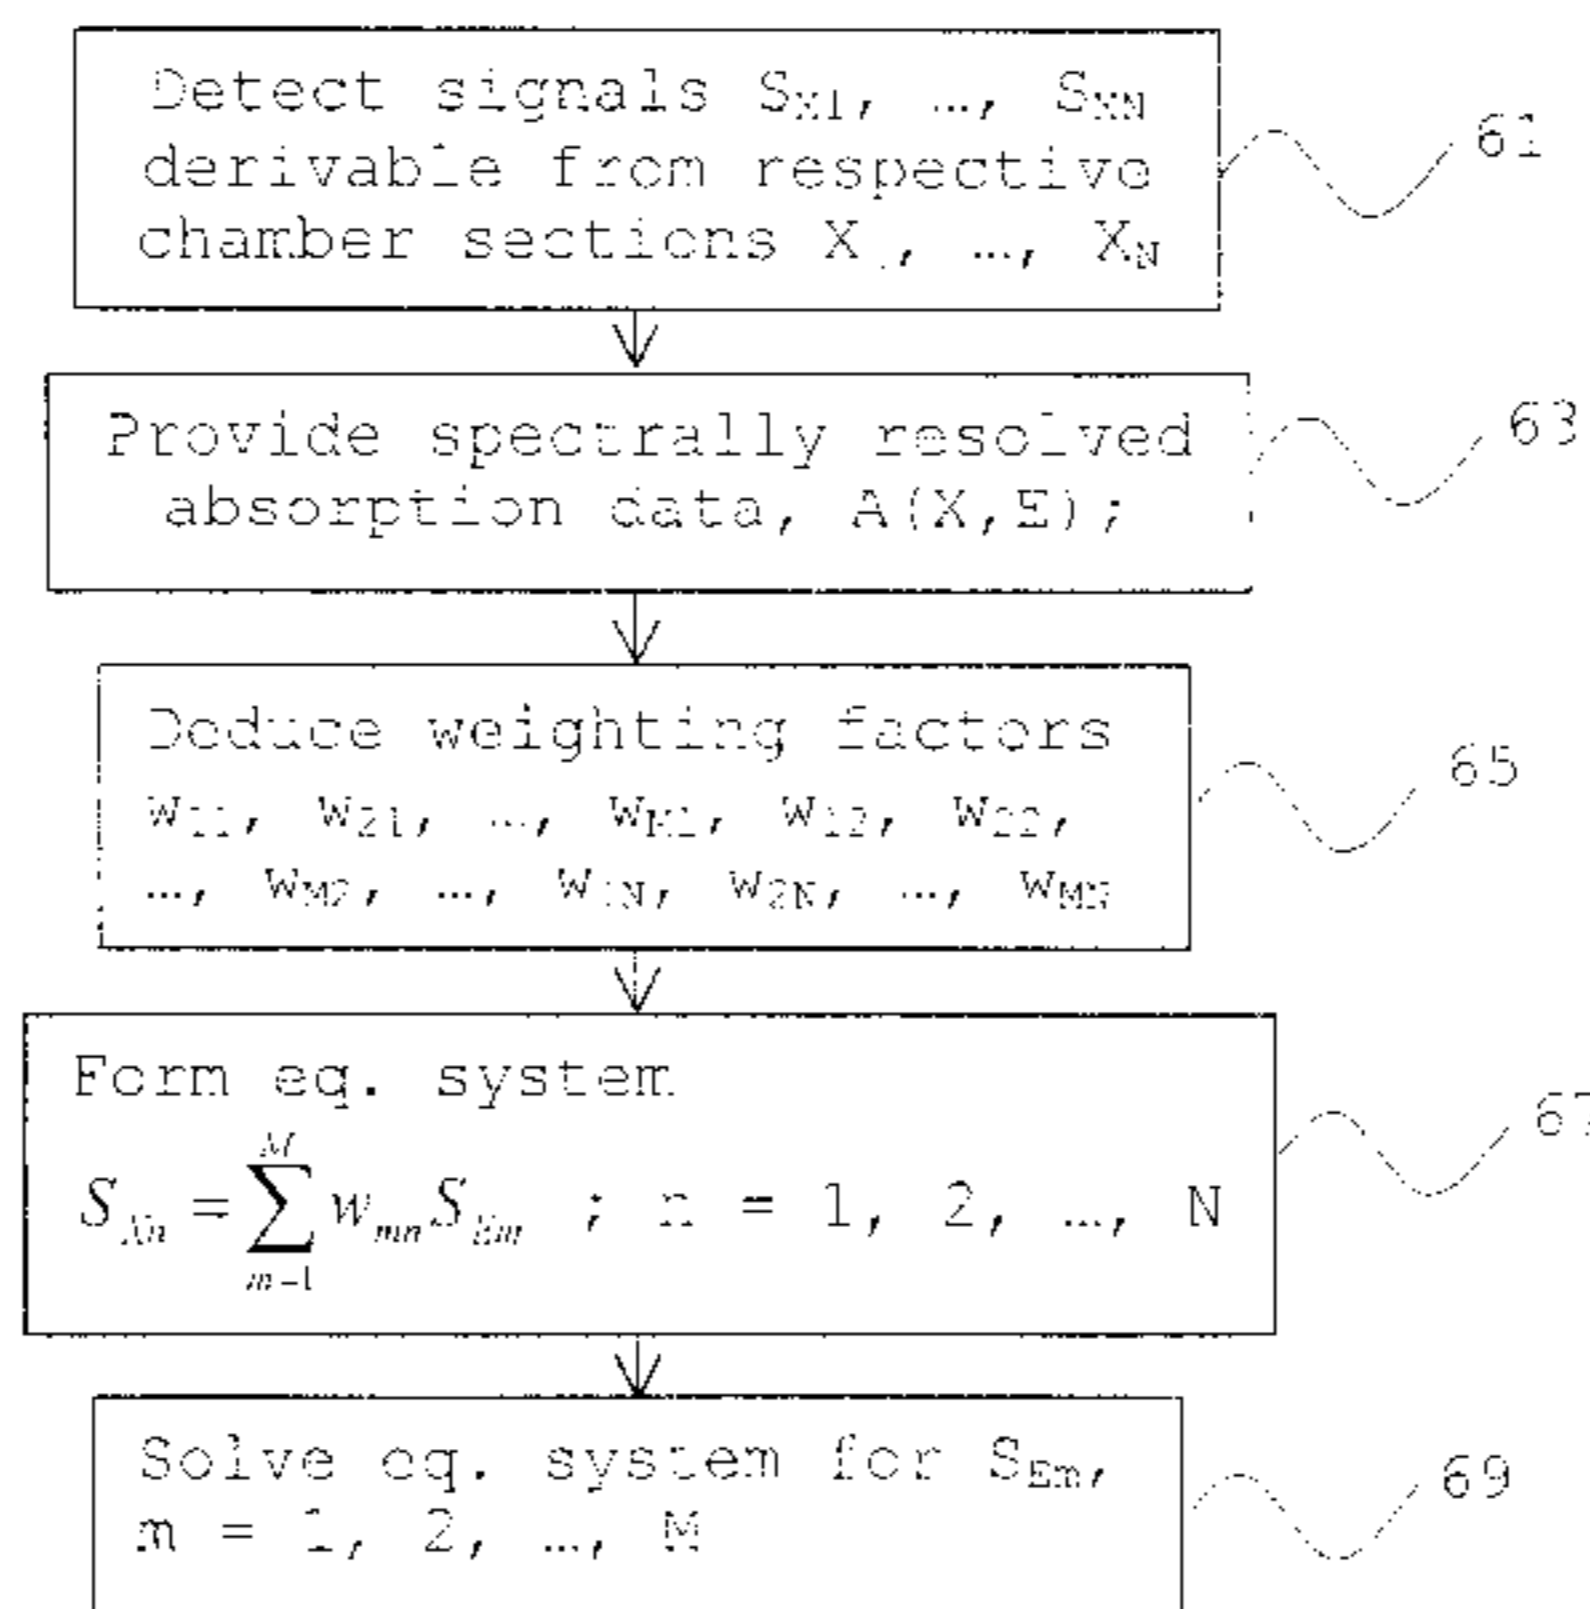 Detect signals S_X1, …, S_XN
61
derivable from respective
chamber sections X₁, …, X_N
Provide spectrally resolved
63
absorption data, A(X,E);
Deduce weighting factors
65
w_11, w_21, …, w_M1, w_12, w_22,
…, w_M2, …, w_1N, w_2N, …, w_MN
Form eq. system
67
S_Xn = ∑_{m=1}^{M} w_mn S_Em ; n = 1, 2, …, N
Solve eq. system for S_Em,
69
m = 1, 2, …, M